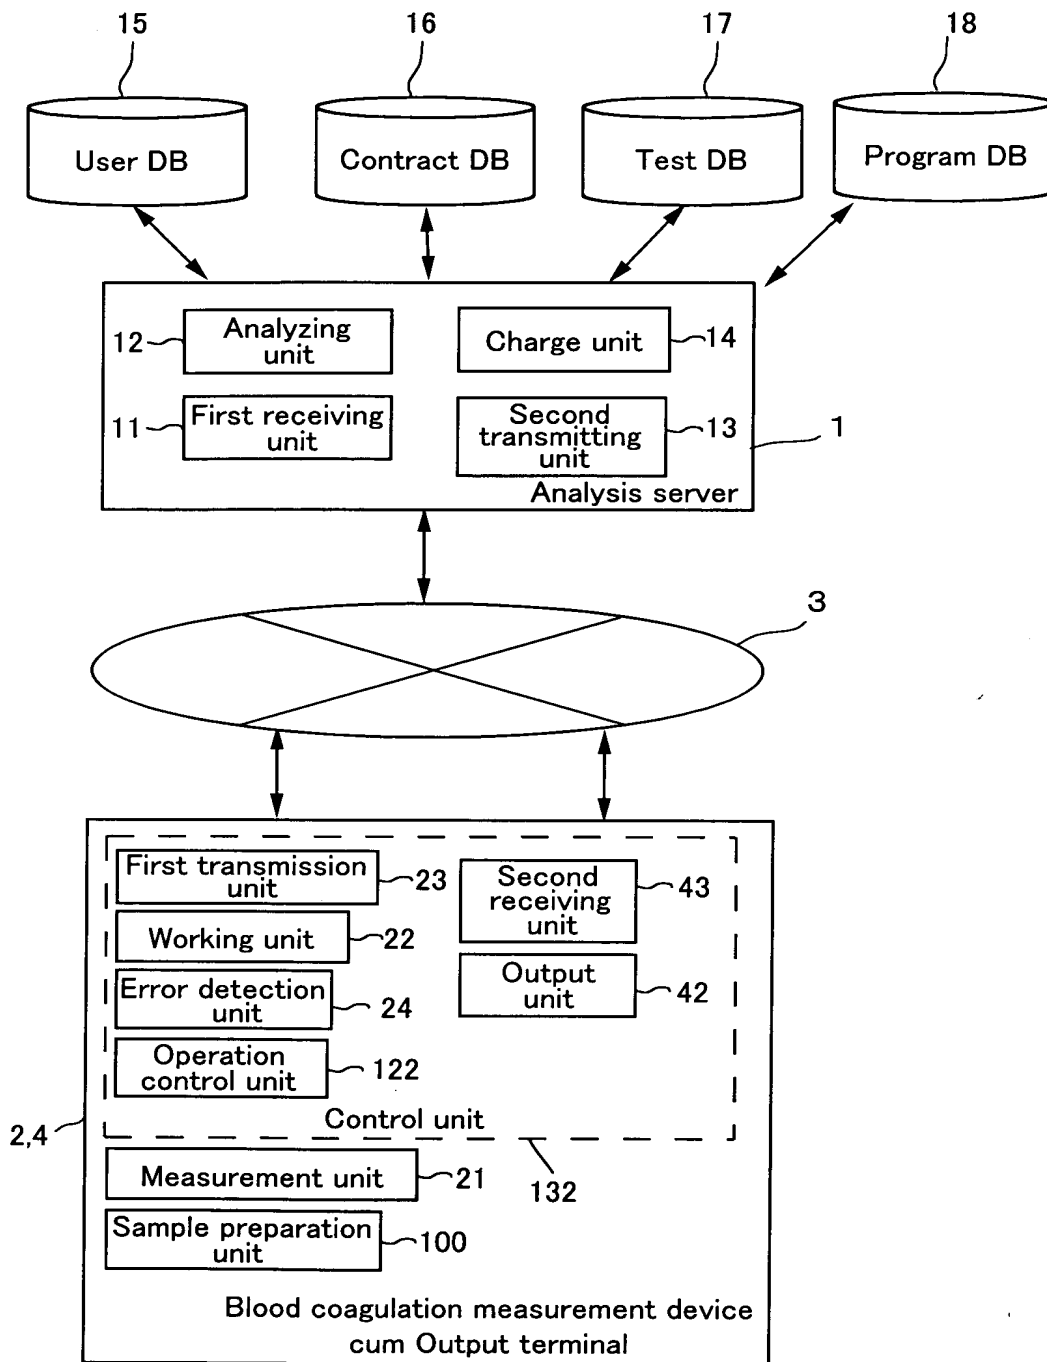 15
16
17
18
User DB
Contract DB
Test DB
Program DB
12
Analyzing
unit
Charge unit
14
11
First receiving
unit
Second
transmitting
unit
13
1
Analysis server
3
First transmission
unit
23
Second
receiving
unit
43
Working unit
22
Error detection
unit
24
Output
unit
42
Operation
control unit
122
Control unit
2,4
Measurement unit
21
132
Sample preparation
unit
100
Blood coagulation measurement device
cum Output terminal